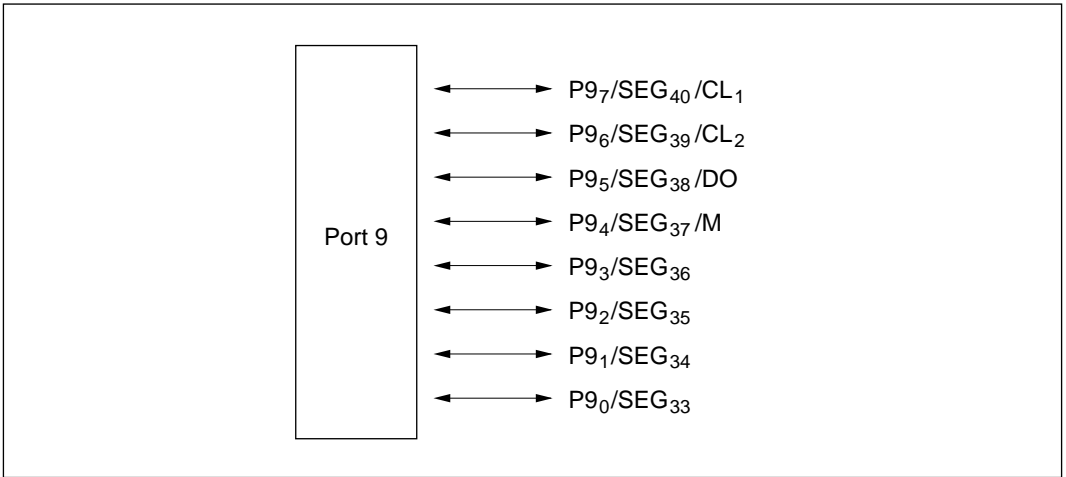 P9₇/SEG₄₀/CL₁
P9₆/SEG₃₉/CL₂
P9₅/SEG₃₈/DO
P9₄/SEG₃₇/M
Port 9
P9₃/SEG₃₆
P9₂/SEG₃₅
P9₁/SEG₃₄
P9₀/SEG₃₃